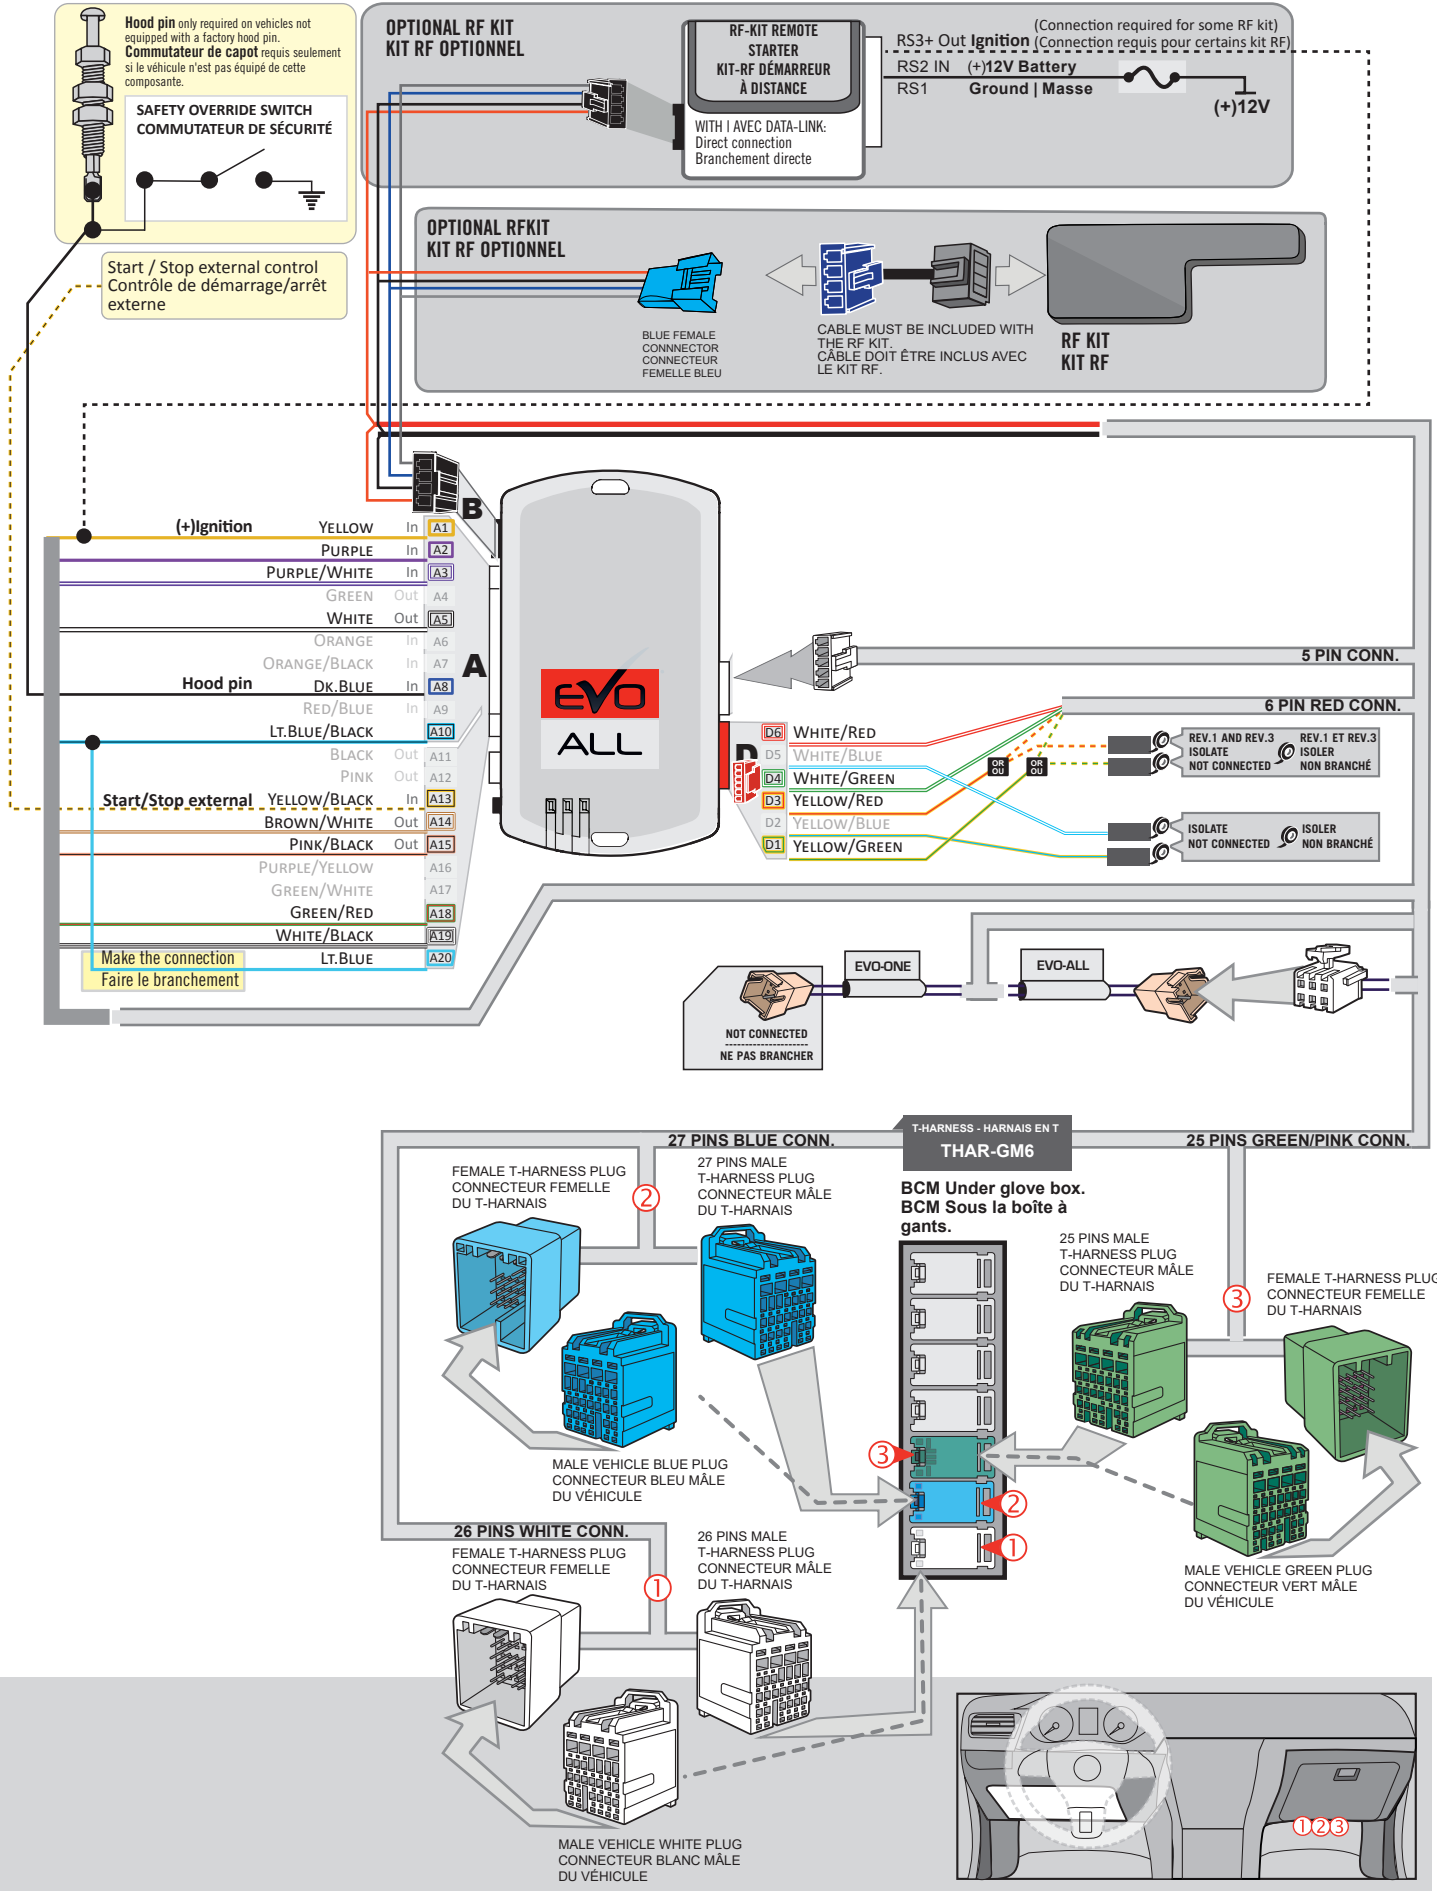 Hood pin only required on vehicles not
equipped with a factory hood pin.
Commutateur de capot requis seulement
si le véhicule n'est pas équipé de cette
composante.
SAFETY OVERRIDE SWITCH
COMMUTATEUR DE SÉCURITÉ
Start / Stop external control
Contrôle de démarrage/arrêt
externe
OPTIONAL RF KIT
KIT RF OPTIONNEL
RF-KIT REMOTE
STARTER
KIT-RF DÉMARREUR
À DISTANCE
WITH | AVEC DATA-LINK:
Direct connection
Branchement directe
(Connection required for some RF kit)
RS3+ Out Ignition (Connection requis pour certains kit RF)
RS2 IN (+)12V Battery
RS1 Ground | Masse
(+)12V
OPTIONAL RFKIT
KIT RF OPTIONNEL
BLUE FEMALE
CONNNECTOR
CONNECTEUR
FEMELLE BLEU
CABLE MUST BE INCLUDED WITH
THE RF KIT.
CÂBLE DOIT ÊTRE INCLUS AVEC
LE KIT RF.
RF KIT
KIT RF
B
(+)Ignition YELLOW In A1
PURPLE In A2
PURPLE/WHITE In A3
GREEN Out A4
WHITE Out A5
ORANGE In A6
ORANGE/BLACK In A7
Hood pin DK.BLUE In A8
RED/BLUE In A9
LT.BLUE/BLACK A10
BLACK Out A11
PINK Out A12
Start/Stop external YELLOW/BLACK In A13
BROWN/WHITE Out A14
PINK/BLACK Out A15
PURPLE/YELLOW A16
GREEN/WHITE A17
GREEN/RED A18
WHITE/BLACK A19
LT.BLUE A20
Make the connection
Faire le branchement
A
EVO
ALL
D
D6 WHITE/RED
D5 WHITE/BLUE
D4 WHITE/GREEN
D3 YELLOW/RED
D2 YELLOW/BLUE
D1 YELLOW/GREEN
5 PIN CONN.
6 PIN RED CONN.
OR
OU
OR
OU
REV.1 AND REV.3
ISOLATE
NOT CONNECTED
REV.1 ET REV.3
ISOLER
NON BRANCHÉ
ISOLATE
NOT CONNECTED
ISOLER
NON BRANCHÉ
EVO-ONE
EVO-ALL
NOT CONNECTED
NE PAS BRANCHER
T-HARNESS - HARNAIS EN T
THAR-GM6
27 PINS BLUE CONN.
25 PINS GREEN/PINK CONN.
FEMALE T-HARNESS PLUG
CONNECTEUR FEMELLE
DU T-HARNAIS
2
27 PINS MALE
T-HARNESS PLUG
CONNECTEUR MÂLE
DU T-HARNAIS
BCM Under glove box.
BCM Sous la boîte à
gants.
25 PINS MALE
T-HARNESS PLUG
CONNECTEUR MÂLE
DU T-HARNAIS
3
FEMALE T-HARNESS PLUG
CONNECTEUR FEMELLE
DU T-HARNAIS
MALE VEHICLE BLUE PLUG
CONNECTEUR BLEU MÂLE
DU VÉHICULE
3
2
1
26 PINS WHITE CONN.
FEMALE T-HARNESS PLUG
CONNECTEUR FEMELLE
DU T-HARNAIS
1
26 PINS MALE
T-HARNESS PLUG
CONNECTEUR MÂLE
DU T-HARNAIS
MALE VEHICLE GREEN PLUG
CONNECTEUR VERT MÂLE
DU VÉHICULE
MALE VEHICLE WHITE PLUG
CONNECTEUR BLANC MÂLE
DU VÉHICULE
1 2 3